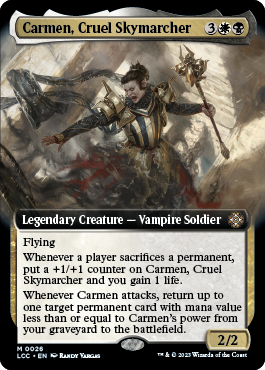 Carmen, Cruel Skymarcher 3
Legendary Creature — Vampire Soldier
Flying
Whenever a player sacrifices a permanent,
put a +1/+1 counter on Carmen, Cruel
Skymarcher and you gain 1 life.
Whenever Carmen attacks, return up to
one target permanent card with mana value
less than or equal to Carmen's power from
your graveyard to the battlefield.
2/2
M 0026
LCC • EN RANDY VARGAS
™ & © 2023 Wizards of the Coast